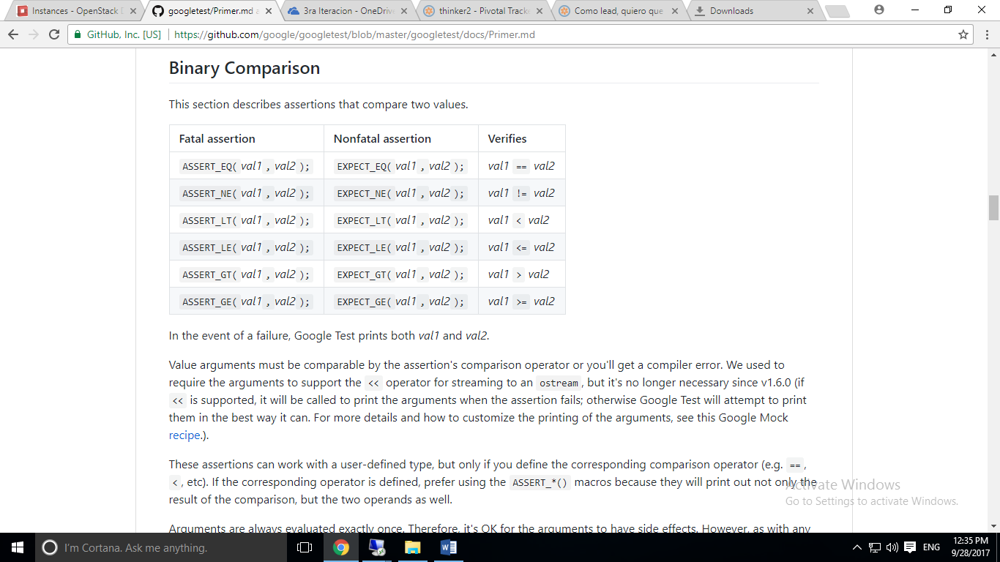 Instances - OpenStack D
googletest/Primer.md a
3ra Iteracion - OneDrive
thinker2 - Pivotal Track
Como lead, quiero que
Downloads
GitHub, Inc. [US]
https://github.com/google/googletest/blob/master/googletest/docs/Primer.md
Binary Comparison
This section describes assertions that compare two values.
Fatal assertion Nonfatal assertion Verifies
ASSERT_EQ( val1 , val2 ); EXPECT_EQ( val1 , val2 ); val1 == val2
ASSERT_NE( val1 , val2 ); EXPECT_NE( val1 , val2 ); val1 != val2
ASSERT_LT( val1 , val2 ); EXPECT_LT( val1 , val2 ); val1 < val2
ASSERT_LE( val1 , val2 ); EXPECT_LE( val1 , val2 ); val1 <= val2
ASSERT_GT( val1 , val2 ); EXPECT_GT( val1 , val2 ); val1 > val2
ASSERT_GE( val1 , val2 ); EXPECT_GE( val1 , val2 ); val1 >= val2
In the event of a failure, Google Test prints both val1 and val2.
Value arguments must be comparable by the assertion's comparison operator or you'll get a compiler error. We used to
require the arguments to support the << operator for streaming to an ostream , but it's no longer necessary since v1.6.0 (if
<< is supported, it will be called to print the arguments when the assertion fails; otherwise Google Test will attempt to print
them in the best way it can. For more details and how to customize the printing of the arguments, see this Google Mock
recipe.).
These assertions can work with a user-defined type, but only if you define the corresponding comparison operator (e.g. == ,
< , etc). If the corresponding operator is defined, prefer using the ASSERT_*() macros because they will print out not only the
result of the comparison, but the two operands as well.
Arguments are always evaluated exactly once. Therefore, it's OK for the arguments to have side effects. However, as with any
Activate Windows
Go to Settings to activate Windows.
I'm Cortana. Ask me anything.
ENG
12:35 PM
9/28/2017